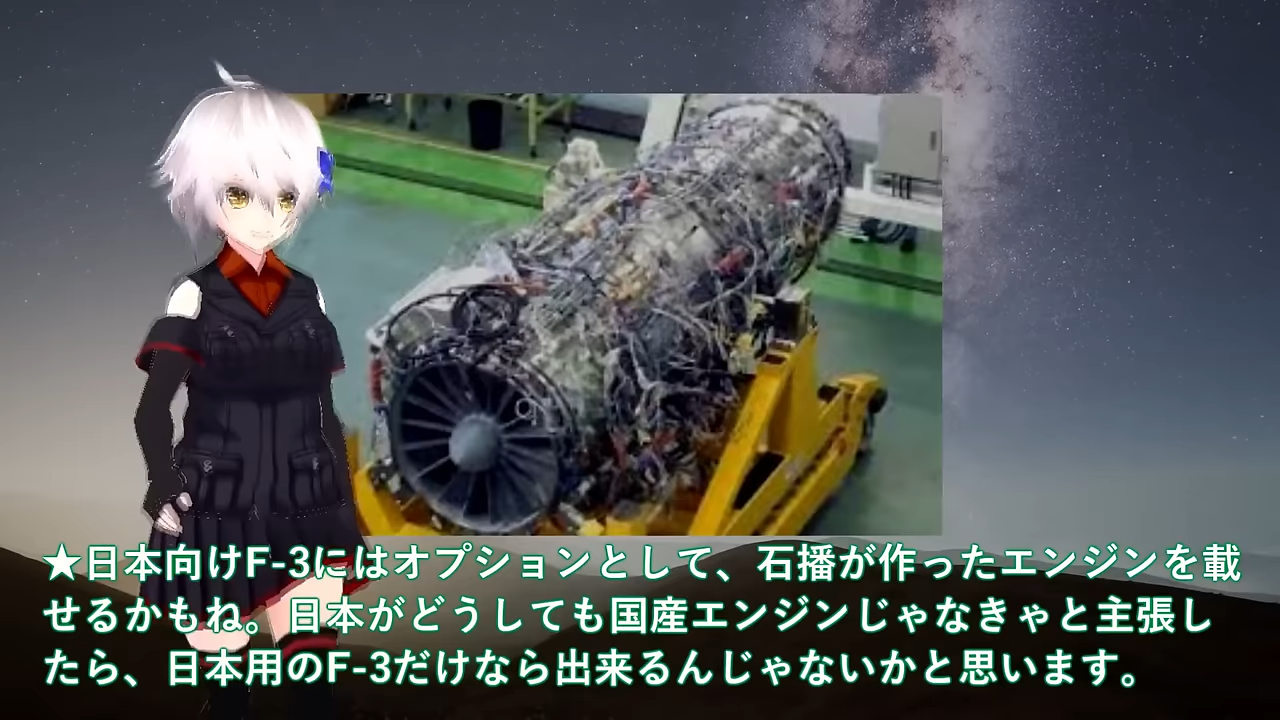 ★日本向けF-3にはオプションとして、石播が作ったエンジンを載
せるかもね。日本がどうしても国産エンジンじゃなきゃと主張し
たら、日本用のF-3だけなら出来るんじゃないかと思います。